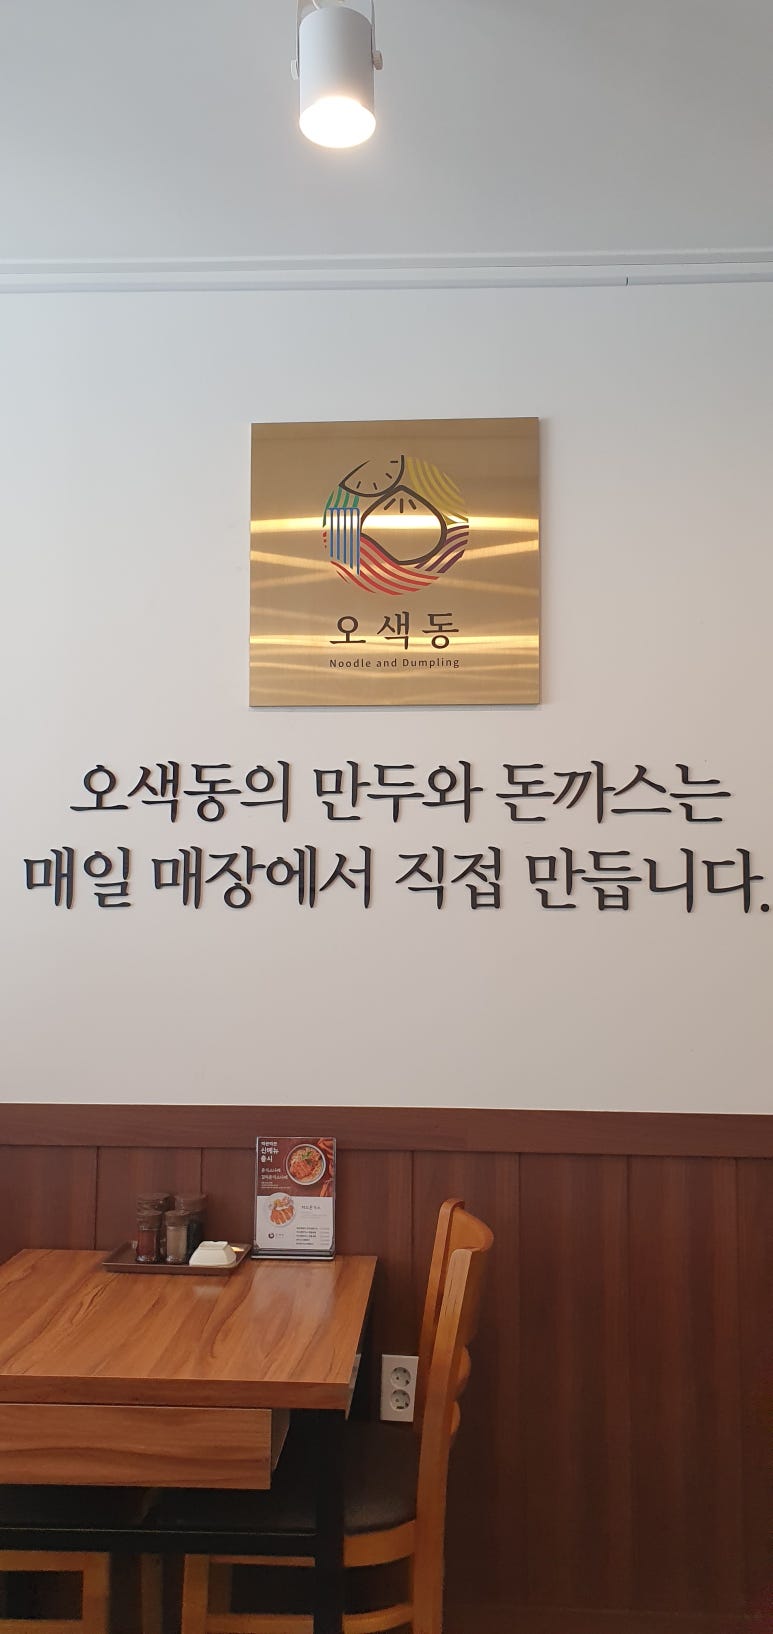 오색동
Noodle and Dumpling
오색동의 만두와 돈까스는
매일 매장에서 직접 만듭니다.
신메뉴
출시